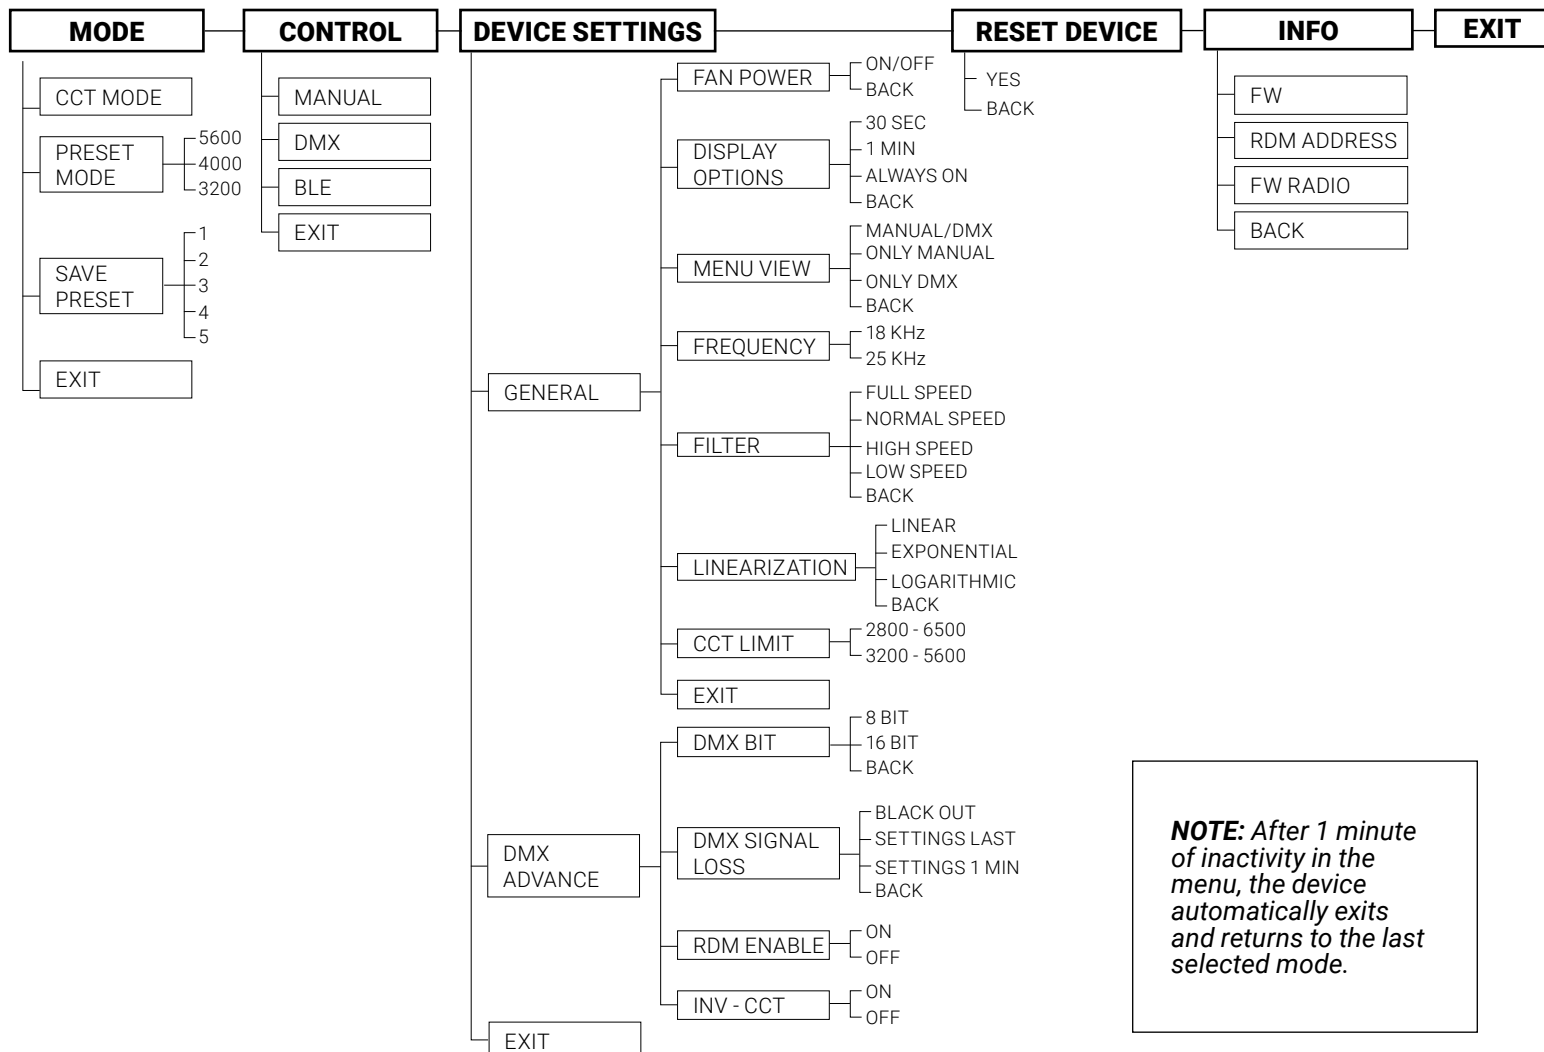 MODE
CONTROL
DEVICE SETTINGS
RESET DEVICE
INFO
EXIT
CCT MODE
PRESET
MODE
5600
4000
3200
SAVE
PRESET
1
2
3
4
5
EXIT
MANUAL
DMX
BLE
EXIT
GENERAL
FAN POWER
ON/OFF
BACK
DISPLAY
OPTIONS
30 SEC
1 MIN
ALWAYS ON
BACK
MENU VIEW
MANUAL/DMX
ONLY MANUAL
ONLY DMX
BACK
FREQUENCY
18 KHz
25 KHz
FILTER
FULL SPEED
NORMAL SPEED
HIGH SPEED
LOW SPEED
BACK
LINEARIZATION
LINEAR
EXPONENTIAL
LOGARITHMIC
BACK
CCT LIMIT
2800 - 6500
3200 - 5600
EXIT
DMX
ADVANCE
DMX BIT
8 BIT
16 BIT
BACK
DMX SIGNAL
LOSS
BLACK OUT
SETTINGS LAST
SETTINGS 1 MIN
BACK
RDM ENABLE
ON
OFF
INV - CCT
ON
OFF
EXIT
YES
BACK
FW
RDM ADDRESS
FW RADIO
BACK
NOTE: After 1 minute
of inactivity in the
menu, the device
automatically exits
and returns to the last
selected mode.